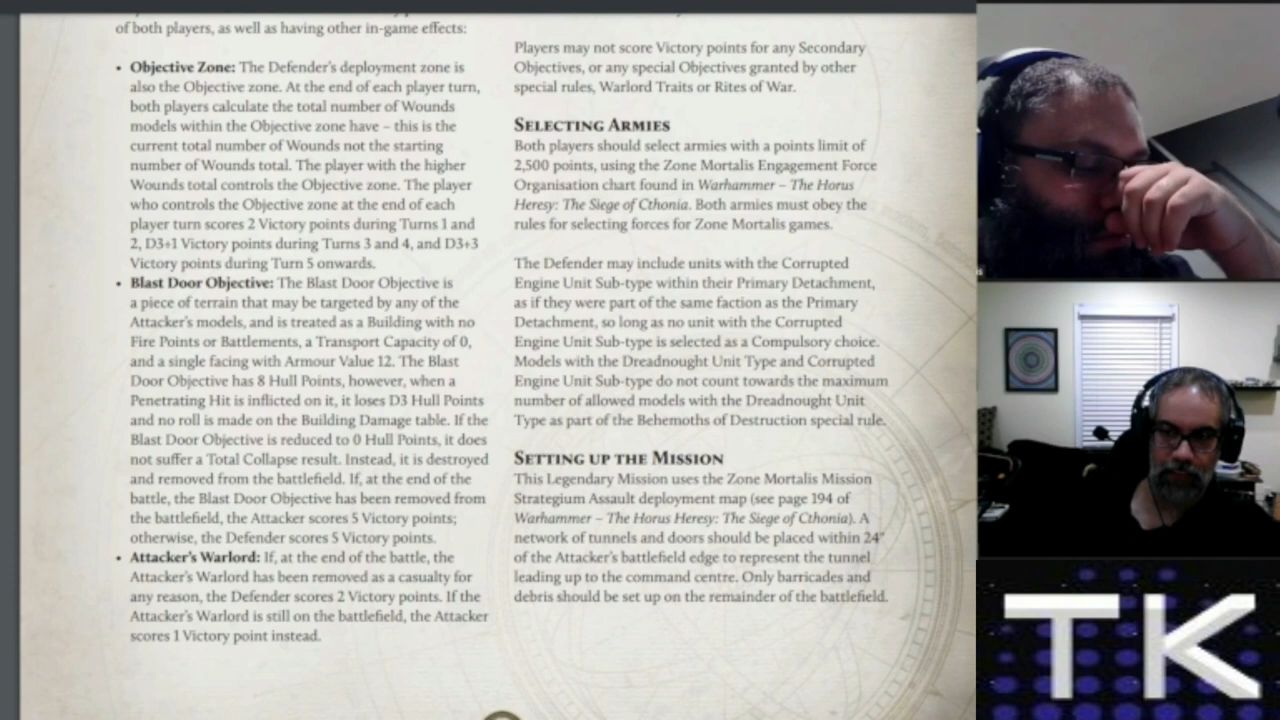 of both players, as well as having other in-game effects:
• Objective Zone: The Defender's deployment zone is
also the Objective zone. At the end of each player turn,
both players calculate the total number of Wounds
models within the Objective zone have – this is the
current total number of Wounds not the starting
number of Wounds total. The player with the higher
Wounds total controls the Objective zone. The player
who controls the Objective zone at the end of each
player turn scores 2 Victory points during Turns 1 and
2, D3+1 Victory points during Turns 3 and 4, and D3+3
Victory points during Turn 5 onwards.
• Blast Door Objective: The Blast Door Objective is
a piece of terrain that may be targeted by any of the
Attacker's models, and is treated as a Building with no
Fire Points or Battlements, a Transport Capacity of 0,
and a single facing with Armour Value 12. The Blast
Door Objective has 8 Hull Points, however, when a
Penetrating Hit is inflicted on it, it loses D3 Hull Points
and no roll is made on the Building Damage table. If the
Blast Door Objective is reduced to 0 Hull Points, it does
not suffer a Total Collapse result. Instead, it is destroyed
and removed from the battlefield. If, at the end of the
battle, the Blast Door Objective has been removed from
the battlefield, the Attacker scores 5 Victory points;
otherwise, the Defender scores 5 Victory points.
• Attacker's Warlord: If, at the end of the battle, the
Attacker's Warlord has been removed as a casualty for
any reason, the Defender scores 2 Victory points. If the
Attacker's Warlord is still on the battlefield, the Attacker
scores 1 Victory point instead.
Players may not score Victory points for any Secondary
Objectives, or any special Objectives granted by other
special rules, Warlord Traits or Rites of War.
SELECTING ARMIES
Both players should select armies with a points limit of
2,500 points, using the Zone Mortalis Engagement Force
Organisation chart found in Warhammer – The Horus
Heresy: The Siege of Cthonia. Both armies must obey the
rules for selecting forces for Zone Mortalis games.
The Defender may include units with the Corrupted
Engine Unit Sub-type within their Primary Detachment,
as if they were part of the same faction as the Primary
Detachment, so long as no unit with the Corrupted
Engine Unit Sub-type is selected as a Compulsory choice.
Models with the Dreadnought Unit Type and Corrupted
Engine Unit Sub-type do not count towards the maximum
number of allowed models with the Dreadnought Unit
Type as part of the Behemoths of Destruction special rule.
SETTING UP THE MISSION
This Legendary Mission uses the Zone Mortalis Mission
Strategium Assault deployment map (see page 194 of
Warhammer – The Horus Heresy: The Siege of Cthonia). A
network of tunnels and doors should be placed within 24"
of the Attacker's battlefield edge to represent the tunnel
leading up to the command centre. Only barricades and
debris should be set up on the remainder of the battlefield.
TK